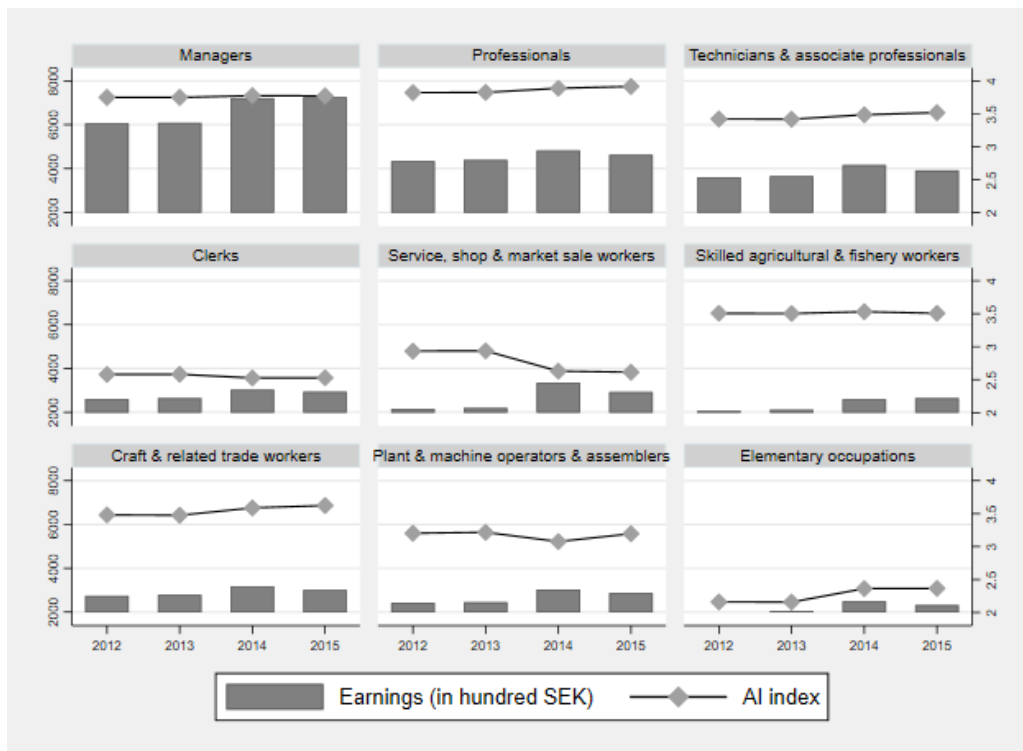 Managers
Professionals
Technicians & associate professionals
8000
6000
4000
2000
4
3.5
3
2.5
2
Clerks
Service, shop & market sale workers
Skilled agricultural & fishery workers
8000
6000
4000
2000
4
3.5
3
2.5
2
Craft & related trade workers
Plant & machine operators & assemblers
Elementary occupations
8000
6000
4000
2000
4
3.5
3
2.5
2
2012 2013 2014 2015
2012 2013 2014 2015
2012 2013 2014 2015
Earnings (in hundred SEK)
AI index